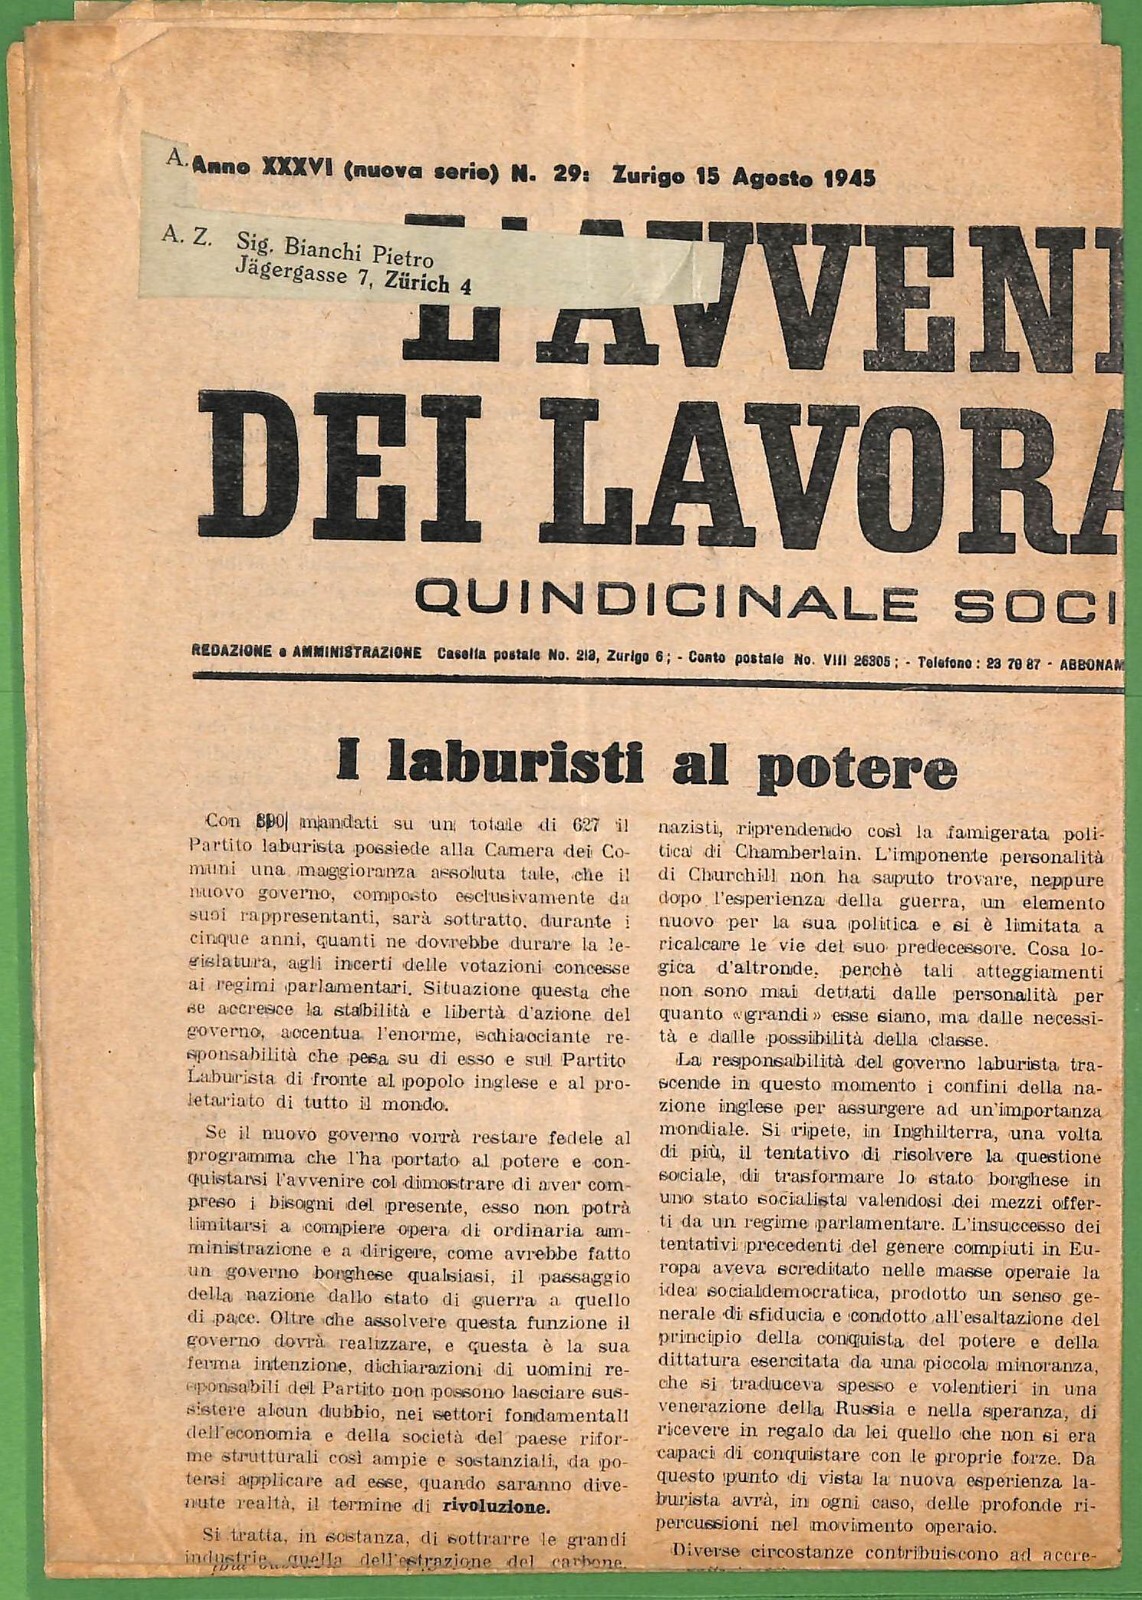 A. Anno XXXVI (nuova serie) N. 29: Zurigo 15 Agosto 1945
A. Z. Sig. Bianchi Pietro
Jägergasse 7, Zürich 4
L'AVVENI
DEI LAVORA
QUINDICINALE SOCI
REDAZIONE e AMMINISTRAZIONE Casella postale No. 213, Zurigo 6; - Conto postale No. VIII 26305; - Telefono: 23 70 87 - ABBONAM
I laburisti al potere
Con mandati su un totale di 627 il
Partito laburista possiede alla Camera dei Co-
muni una maggioranza assoluta tale, che il
nuovo governo, composto esclusivamente da
suoi rappresentanti, sarà sottratto, durante i
cinque anni, quanti ne dovrebbe durare la le-
gislatura, agli incerti delle votazioni concesse
ai regimi parlamentari. Situazione questa che
se accresce la stabilità e libertà d'azione del
governo, accentua l'enorme, schiacciante re-
sponsabilità che pesa su di esso e sul Partito
Laburista di fronte al popolo inglese e al pro-
letariato di tutto il mondo.
Se il nuovo governo vorrà restare fedele al
programma che l'ha portato al potere e con-
quistarsi l'avvenire col dimostrare di aver com-
preso i bisogni del presente, esso non potrà
limitarsi a compiere opera di ordinaria am-
ministrazione e a dirigere, come avrebbe fatto
un governo borghese qualsiasi, il passaggio
della nazione dallo stato di guerra a quello
di pace. Oltre che assolvere questa funzione il
governo dovrà realizzare, e questa è la sua
ferma intenzione, dichiarazioni di uomini re-
sponsabili del Partito non possono lasciare sus-
sistere alcun dubbio, nei settori fondamentali
dell'economia e della società del paese rifor-
me strutturali così ampie e sostanziali, da po-
tersi applicare ad esse, quando saranno dive-
nute realtà, il termine di rivoluzione.
Si tratta, in sostanza, di sottrarre le grandi
industrie, quella dell'estrazione del carbone,
nazisti, riprendendo così la famigerata poli-
tica di Chamberlain. L'imponente personalità
di Churchill non ha saputo trovare, neppure
dopo l'esperienza della guerra, un elemento
nuovo per la sua politica e si è limitata a
ricalcare le vie del suo predecessore. Cosa lo-
gica d'altronde, perchè tali atteggiamenti
non sono mai dettati dalle personalità per
quanto «grandi» esse siano, ma dalle necessi-
tà e dalle possibilità della classe.
La responsabilità del governo laburista tra-
scende in questo momento i confini della na-
zione inglese per assurgere ad un'importanza
mondiale. Si ripete, in Inghilterra, una volta
di più, il tentativo di risolvere la questione
sociale, di trasformare lo stato borghese in
uno stato socialista valendosi dei mezzi offer-
ti da un regime parlamentare. L'insuccesso dei
tentativi precedenti del genere compiuti in Eu-
ropa aveva screditato nelle masse operaie la
idea socialdemocratica, prodotto un senso ge-
nerale di sfiducia e condotto all'esaltazione del
principio della conquista del potere e della
dittatura esercitata da una piccola minoranza,
che si traduceva spesso e volentieri in una
venerazione della Russia e nella speranza, di
ricevere in regalo da lei quello che non si era
capaci di conquistare con le proprie forze. Da
questo punto di vista la nuova esperienza la-
burista avrà, in ogni caso, delle profonde ri-
percussioni nel movimento operaio.
Diverse circostanze contribuiscono ad accre-